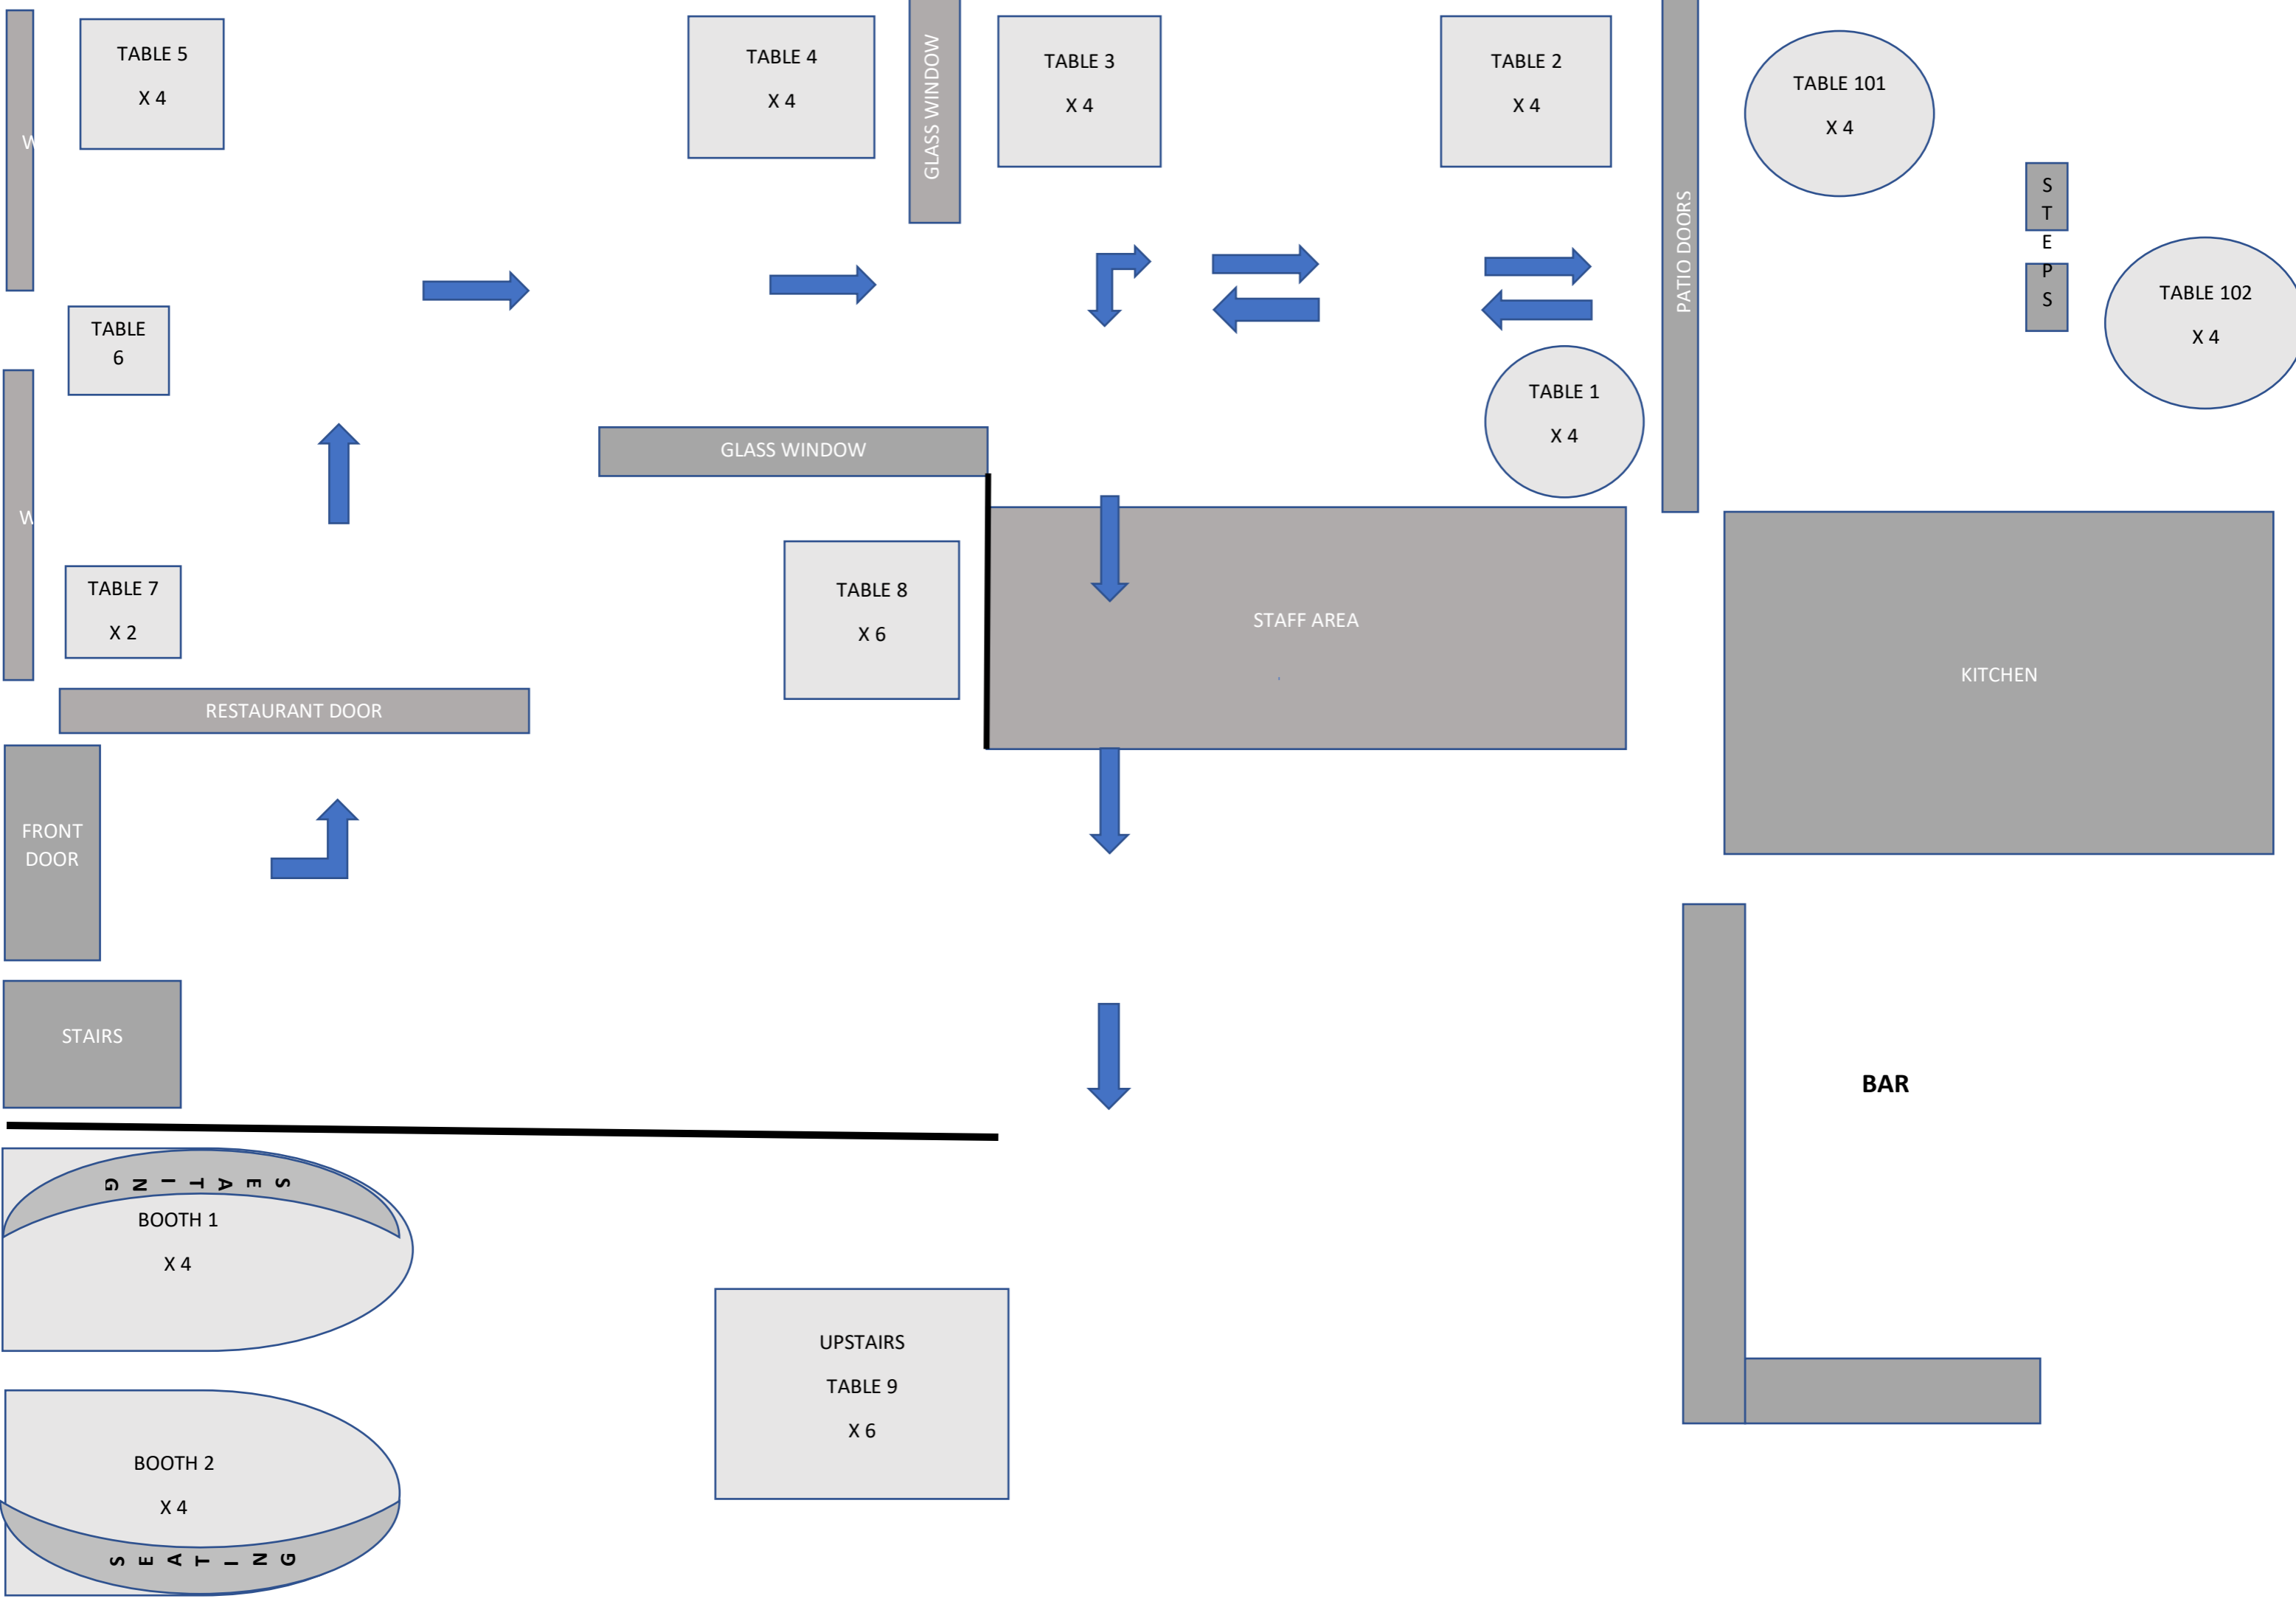 TABLE 5
X 4
TABLE 4
X 4
GLASS WINDOW
TABLE 3
X 4
TABLE 2
X 4
PATIO DOORS
TABLE 101
X 4
STEPS
TABLE 102
X 4
W
TABLE
6
TABLE 1
X 4
GLASS WINDOW
W
TABLE 7
X 2
TABLE 8
X 6
STAFF AREA
KITCHEN
RESTAURANT DOOR
FRONT
DOOR
STAIRS
BAR
SEATING
BOOTH 1
X 4
UPSTAIRS
TABLE 9
X 6
BOOTH 2
X 4
SEATING